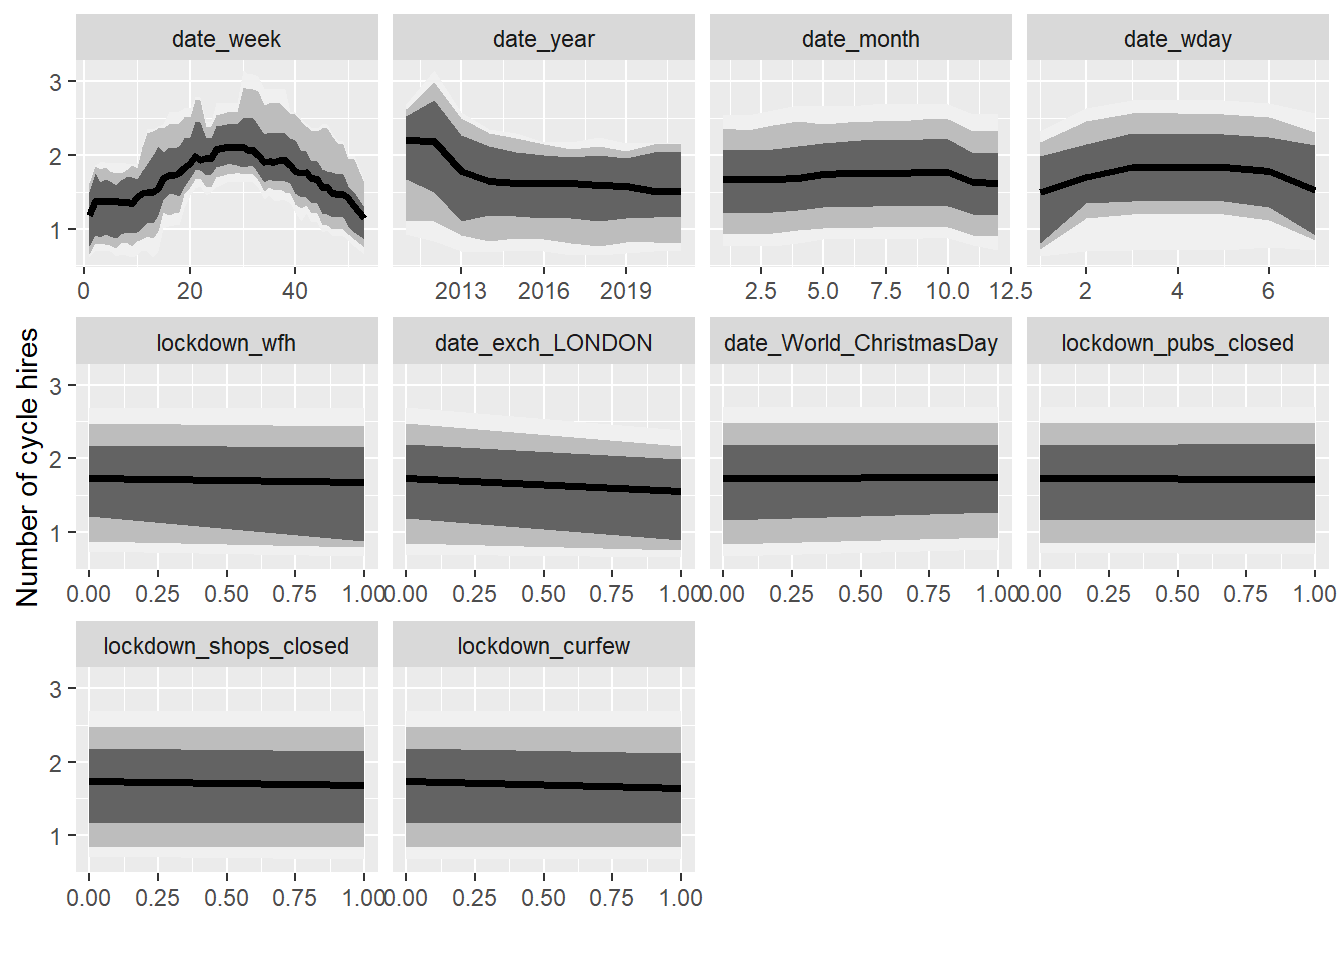 date_week date_year date_month date_wday
3
2
1
0 20 40 2013 2016 2019 2.5 5.0 7.5 10.0 12.5 2 4 6
Number of cycle hires
lockdown_wfh date_exch_LONDON date_World_ChristmasDay lockdown_pubs_closed
3
2
1
0.00 0.25 0.50 0.75 1.00 0.00 0.25 0.50 0.75 1.00 0.00 0.25 0.50 0.75 1.00 0.00 0.25 0.50 0.75 1.00
lockdown_shops_closed lockdown_curfew
3
2
1
0.00 0.25 0.50 0.75 1.00 0.00 0.25 0.50 0.75 1.00